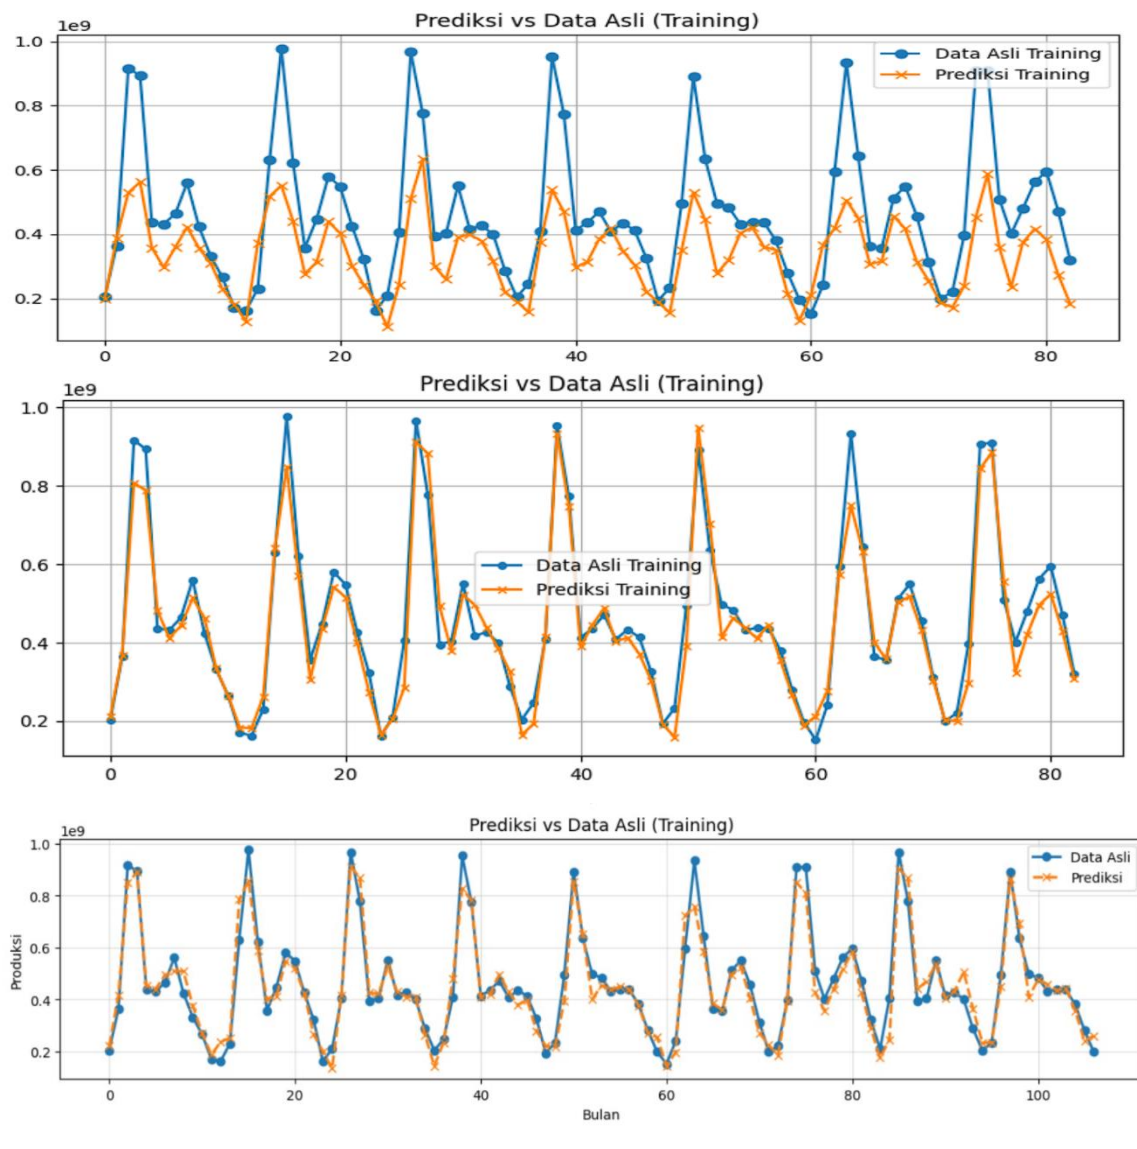 Prediksi vs Data Asli (Training)
1e9
Data Asli Training
Prediksi Training
1.0
0.8
0.6
0.4
0.2
0 20 40 60 80
Prediksi vs Data Asli (Training)
1e9
1.0
0.8
0.6
Data Asli Training
Prediksi Training
0.4
0.2
0 20 40 60 80
Prediksi vs Data Asli (Training)
1e9
Data Asli
Prediksi
1.0
0.8
0.6
0.4
0.2
Produksi
0 20 40 60 80 100
Bulan